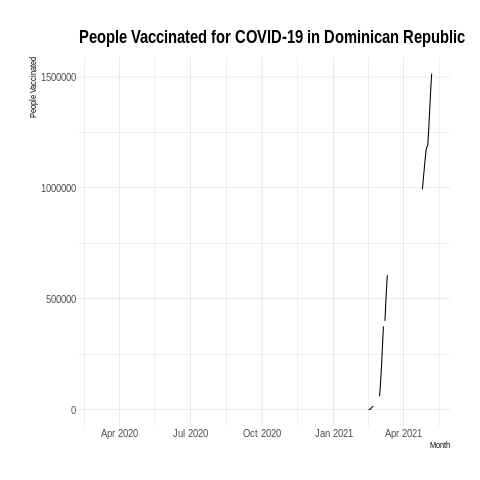 People Vaccinated for COVID-19 in Dominican Republic
People Vaccinated
1500000
1000000
500000
0
Apr 2020 Jul 2020 Oct 2020 Jan 2021 Apr 2021
Month